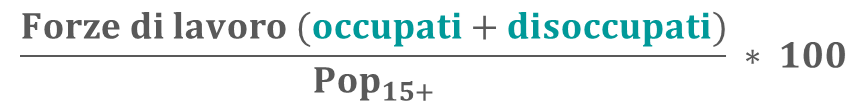 Forze di lavoro (occupati + disoccupati)
Pop15+
* 100